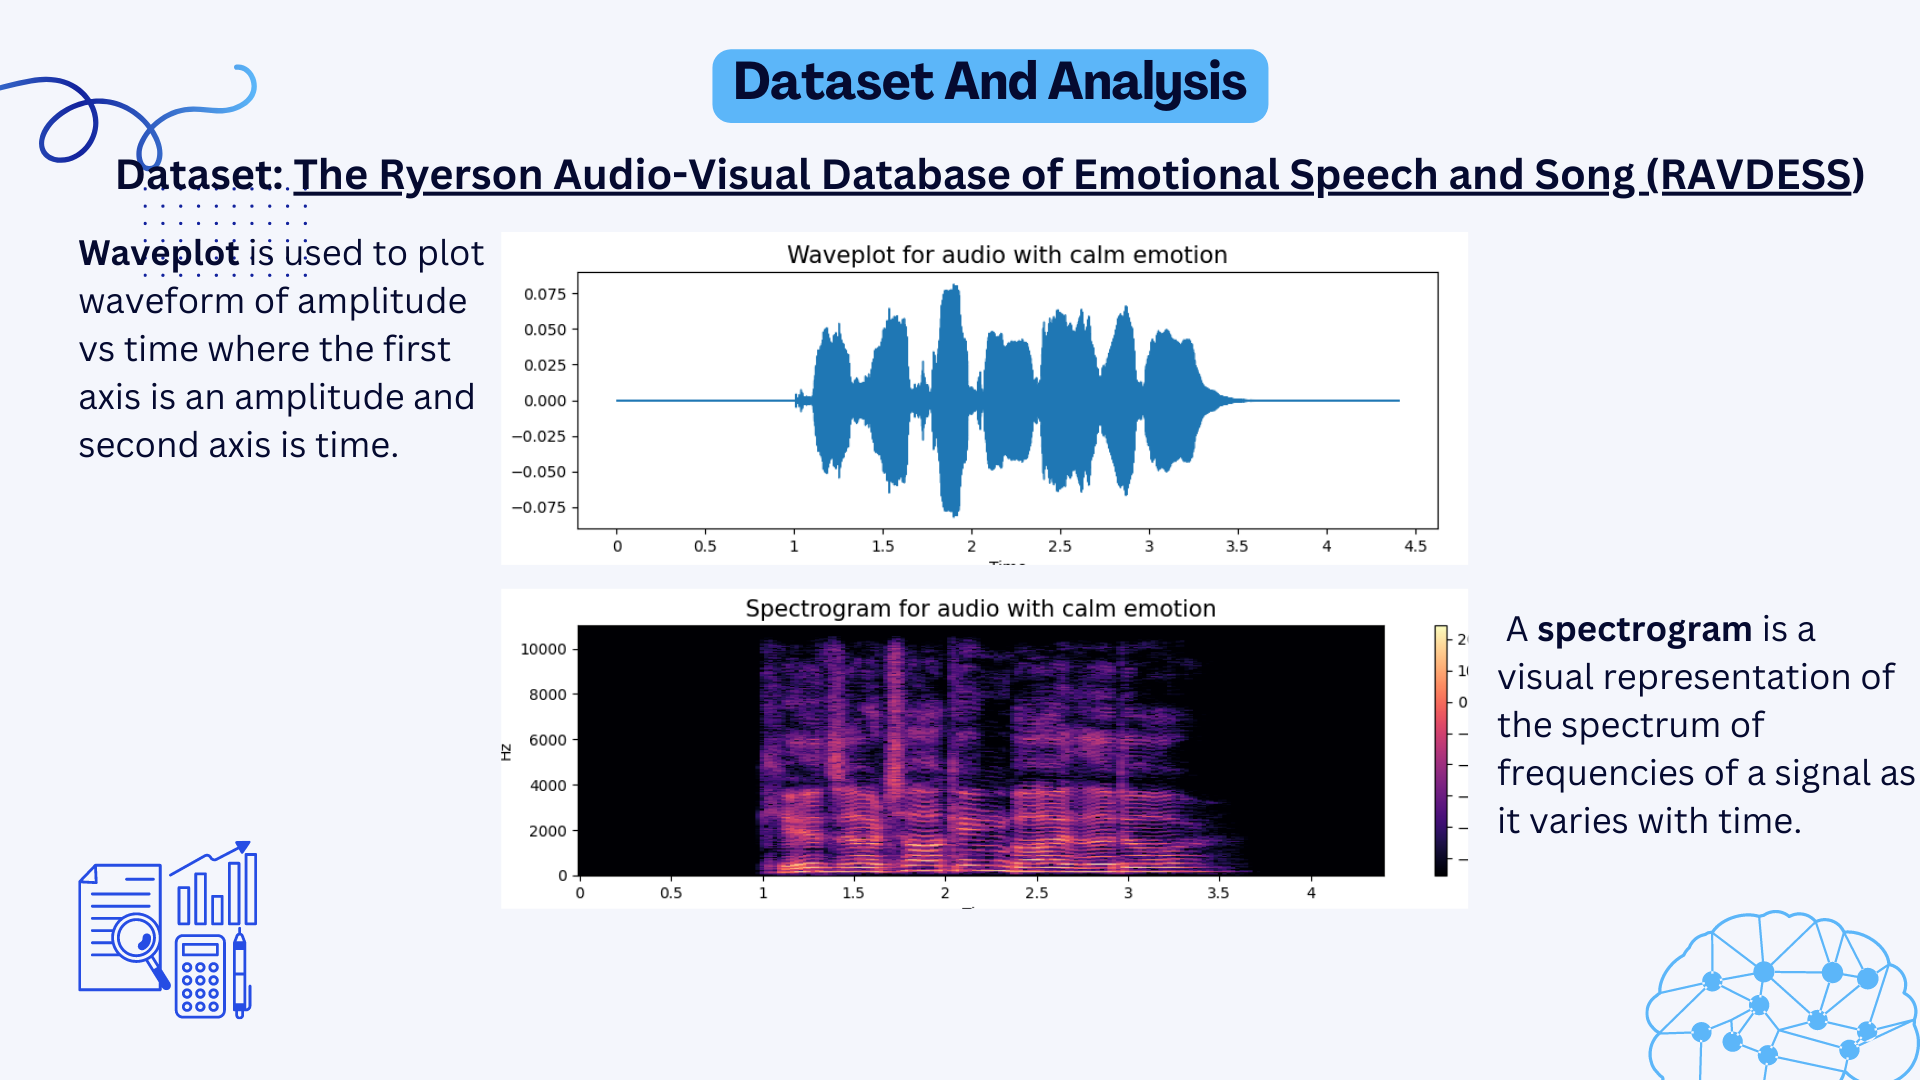 Dataset And Analysis
Dataset: The Ryerson Audio-Visual Database of Emotional Speech and Song (RAVDESS)
Waveplot is used to plot
waveform of amplitude
vs time where the first
axis is an amplitude and
second axis is time.
Waveplot for audio with calm emotion
0.075
0.050
0.025
0.000
−0.025
−0.050
−0.075
0 0.5 1 1.5 2 2.5 3 3.5 4 4.5
Spectrogram for audio with calm emotion
10000
8000
6000
4000
2000
0
Hz
0 0.5 1 1.5 2 2.5 3 3.5 4
A spectrogram is a
visual representation of
the spectrum of
frequencies of a signal as
it varies with time.